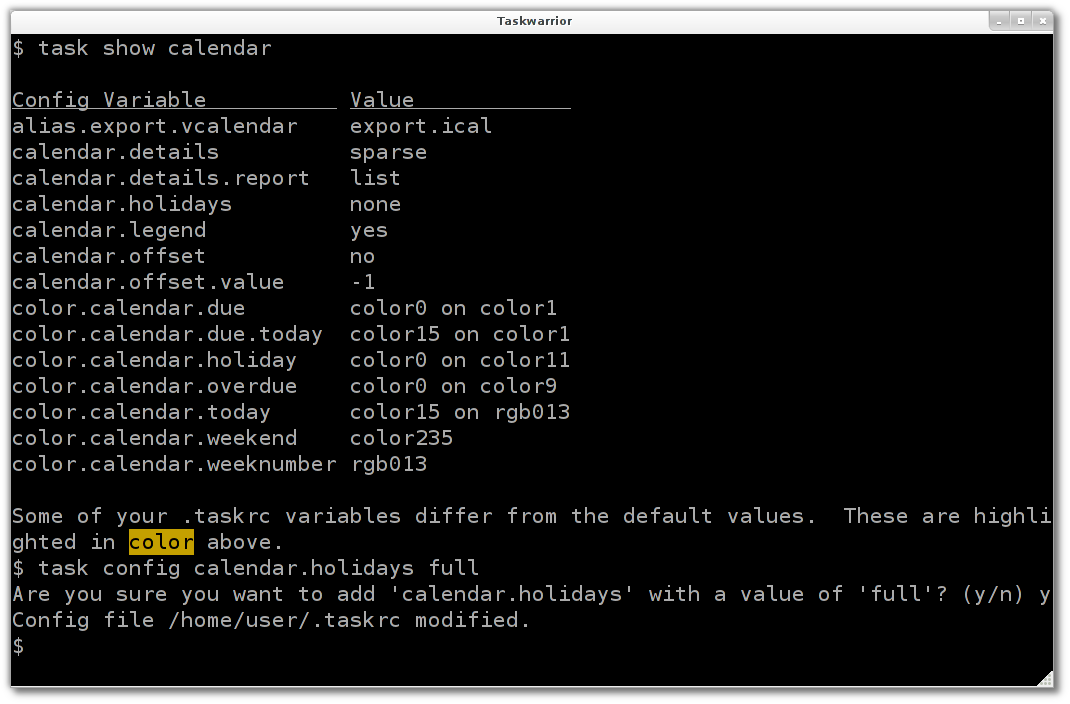 Taskwarrior
$ task show calendar
Config Variable Value
alias.export.vcalendar export.ical
calendar.details sparse
calendar.details.report list
calendar.holidays none
calendar.legend yes
calendar.offset no
calendar.offset.value -1
color.calendar.due color0 on color1
color.calendar.due.today color15 on color1
color.calendar.holiday color0 on color11
color.calendar.overdue color0 on color9
color.calendar.today color15 on rgb013
color.calendar.weekend color235
color.calendar.weeknumber rgb013
Some of your .taskrc variables differ from the default values.  These are highli
ghted in color above.
$ task config calendar.holidays full
Are you sure you want to add 'calendar.holidays' with a value of 'full'? (y/n) y
Config file /home/user/.taskrc modified.
$